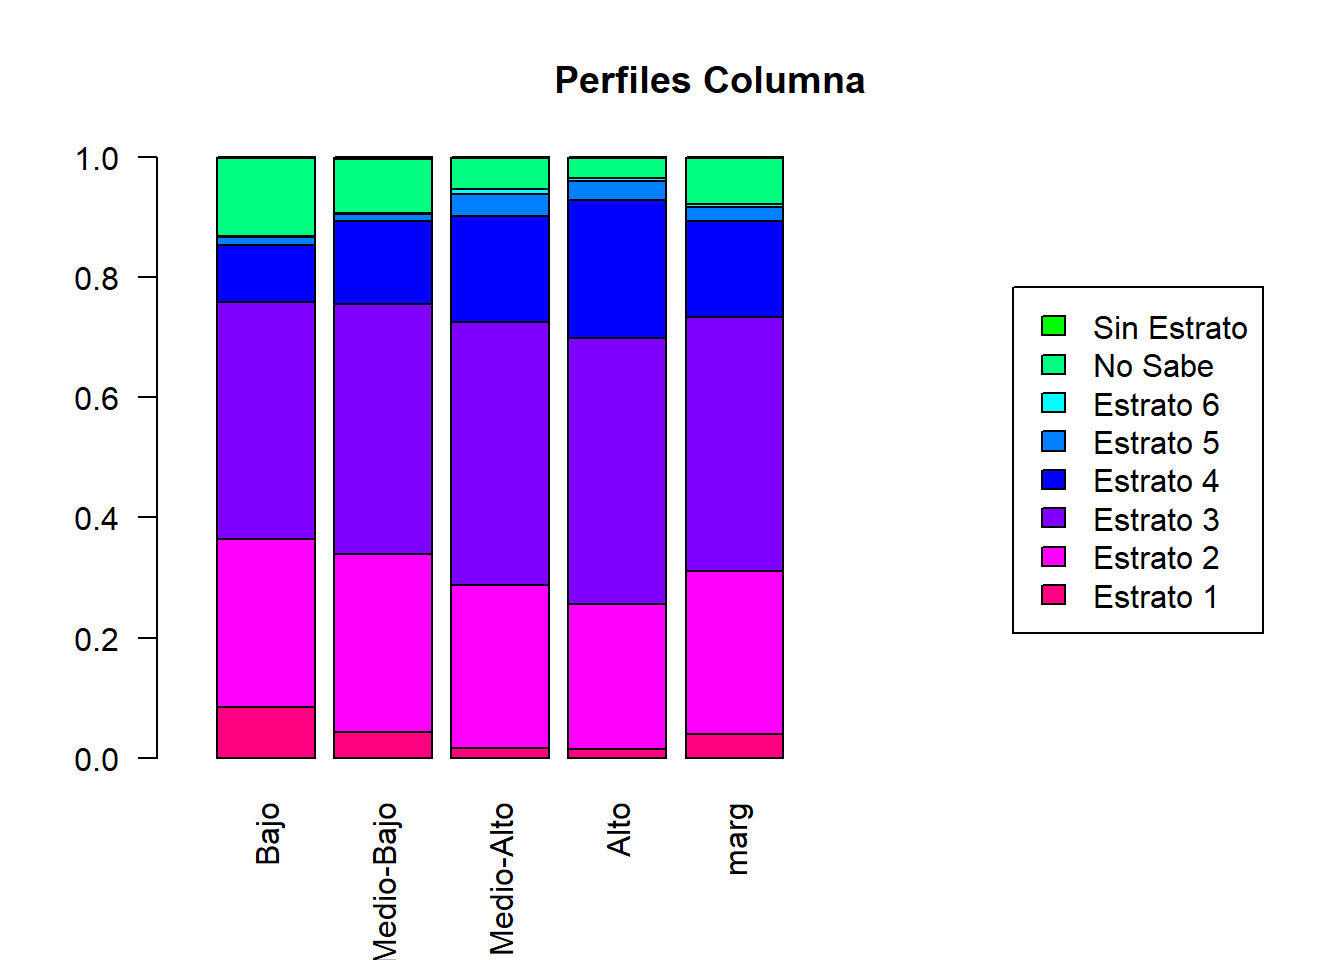 Perfiles Columna
1.0
0.8
0.6
0.4
0.2
0.0
Bajo
Medio-Bajo
Medio-Alto
Alto
marg
Sin Estrato
No Sabe
Estrato 6
Estrato 5
Estrato 4
Estrato 3
Estrato 2
Estrato 1